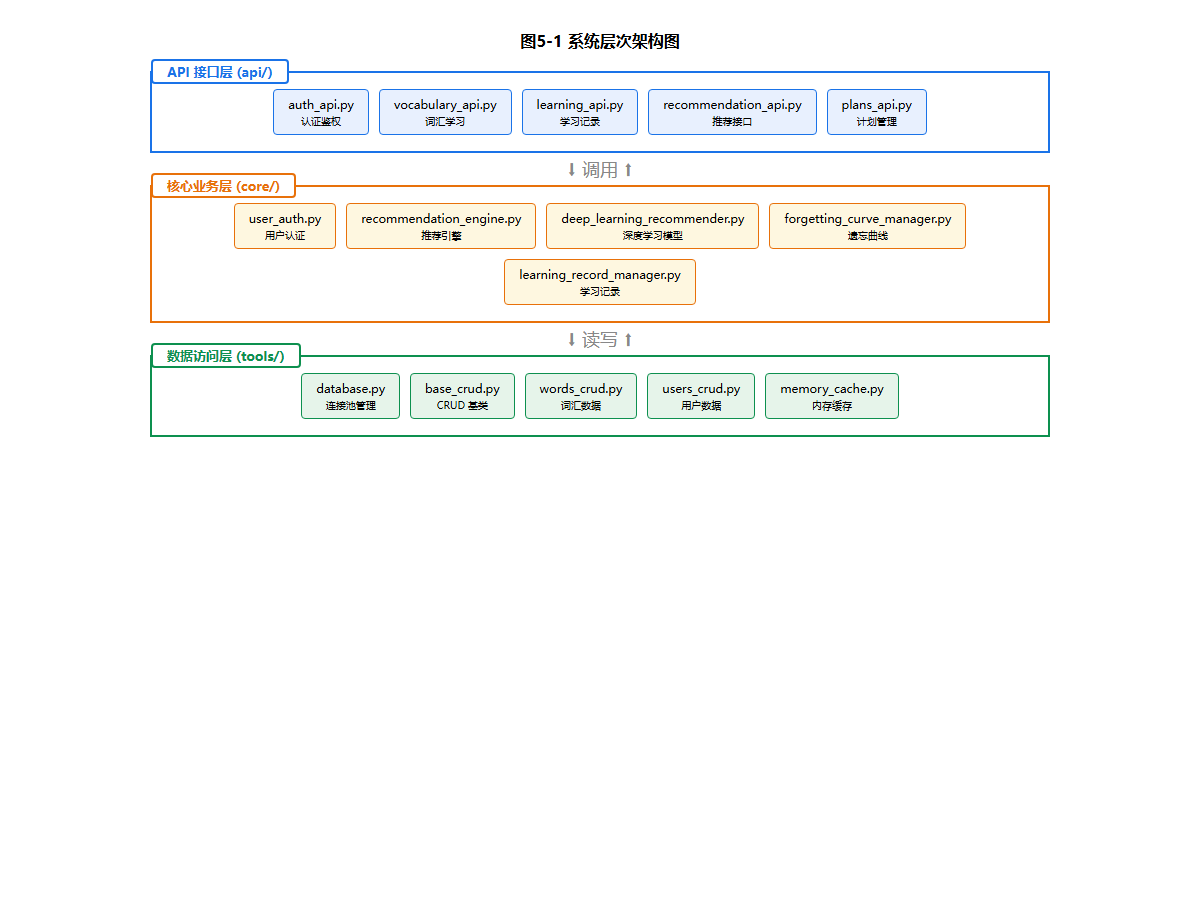 图5-1 系统层次架构图
API 接口层 (api/)
auth_api.py
认证鉴权
vocabulary_api.py
词汇学习
learning_api.py
学习记录
recommendation_api.py
推荐接口
plans_api.py
计划管理
⬇ 调用 ⬆
核心业务层 (core/)
user_auth.py
用户认证
recommendation_engine.py
推荐引擎
deep_learning_recommender.py
深度学习模型
forgetting_curve_manager.py
遗忘曲线
learning_record_manager.py
学习记录
⬇ 读写 ⬆
数据访问层 (tools/)
database.py
连接池管理
base_crud.py
CRUD 基类
words_crud.py
词汇数据
users_crud.py
用户数据
memory_cache.py
内存缓存